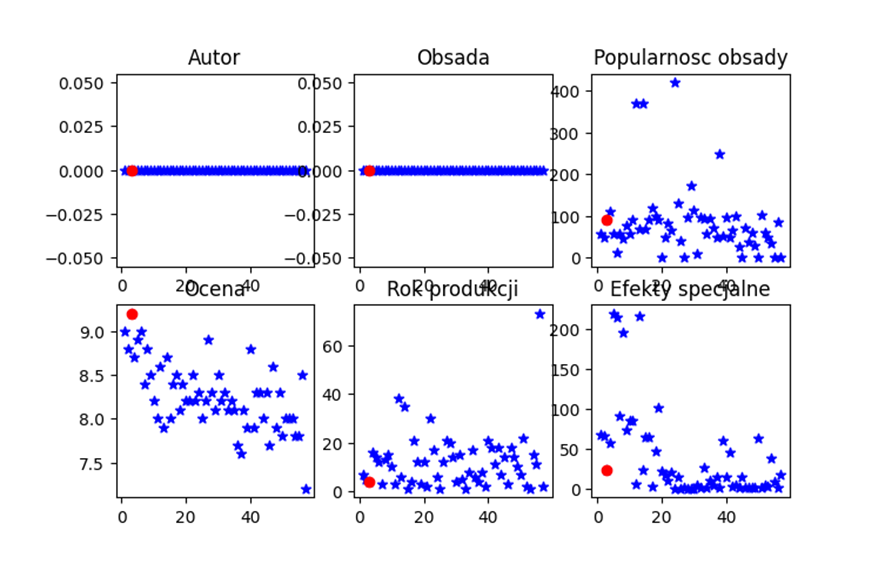 Autor Obsada Popularnosc obsady
0.050 0.050 400
0.025 0.025 300
0.000 0.000 200
−0.025 −0.025 100
−0.050 −0.050 0
0 20 40 0 20 40 0 20 40
Ocena Rok produkcji Efekty specjalne
9.0 60 200
8.5 40 150
8.0 20 100
7.5 0 50
0
0 20 40 0 20 40 0 20 40